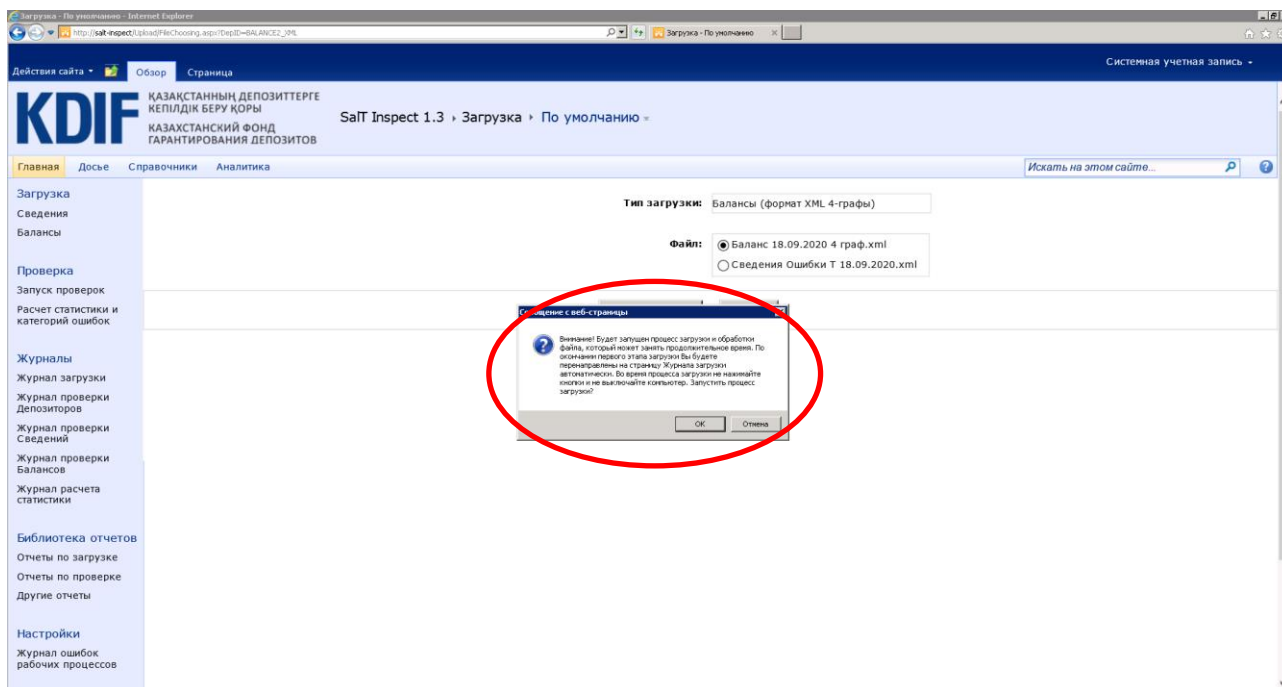 Загрузка - По умолчанию - Internet Explorer
http://salt-inspect/Upload/FileChoosing.aspx?DepID=BALANCE2_XML
Загрузка - По умолчанию
Действия сайта
Обзор
Страница
Системная учетная запись
KDIF
ҚАЗАҚСТАННЫҢ ДЕПОЗИТТЕРГЕ
КЕПІЛДІК БЕРУ ҚОРЫ
КАЗАХСТАНСКИЙ ФОНД
ГАРАНТИРОВАНИЯ ДЕПОЗИТОВ
SalT Inspect 1.3 › Загрузка › По умолчанию
Главная Досье Справочники Аналитика
Искать на этом сайте...
Загрузка
Сведения
Балансы
Проверка
Запуск проверок
Расчет статистики и
категорий ошибок
Журналы
Журнал загрузки
Журнал проверки
Депозиторов
Журнал проверки
Сведений
Журнал проверки
Балансов
Журнал расчета
статистики
Библиотека отчетов
Отчеты по загрузке
Отчеты по проверке
Другие отчеты
Настройки
Журнал ошибок
рабочих процессов
Тип загрузки: Балансы (формат XML 4-графы)
Файл: Баланс 18.09.2020 4 граф.xml
Сведения Ошибки Т 18.09.2020.xml
Сообщение с веб-страницы
Внимание! Будет запущен процесс загрузки и обработки
файла, который может занять продолжительное время. По
окончании первого этапа загрузки Вы будете
перенаправлены на страницу Журнала загрузки
автоматически. Во время процесса загрузки не нажимайте
кнопки и не выключайте компьютер. Запустить процесс
загрузки?
OK
Отмена